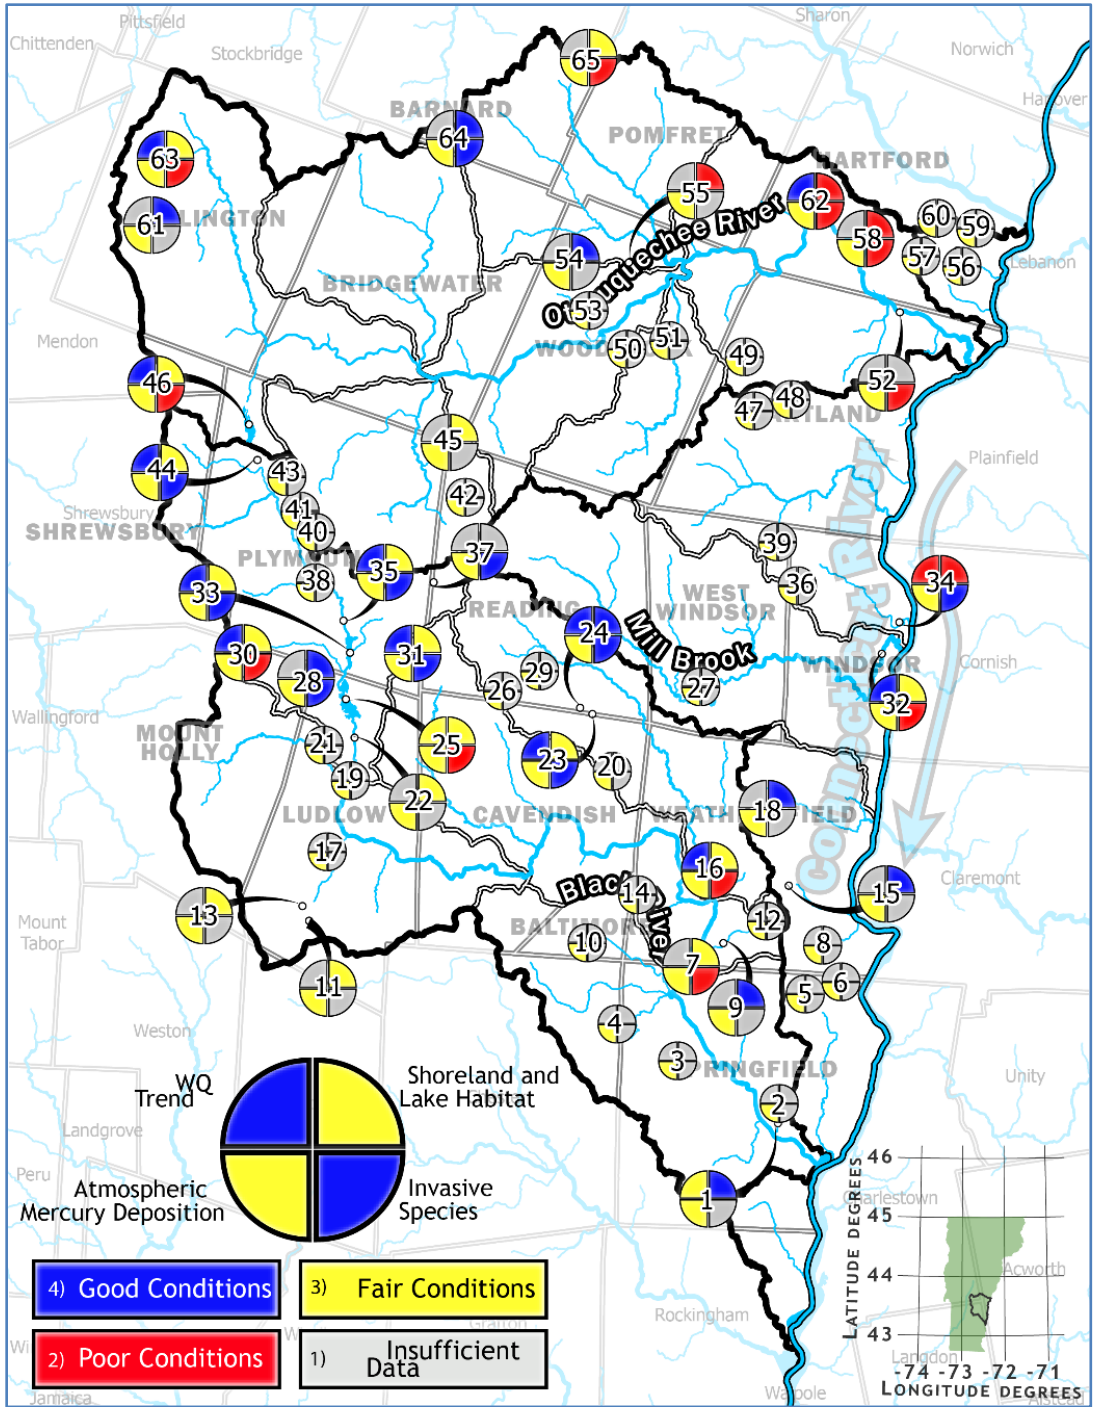 Pittsfield
Sharon
Chittenden
Stockbridge
Norwich
65
Hanover
BARNARD
64
POMFRET
HARTFORD
63
55
62
61
LINGTON
60
59
58
57
56
54
Lebanon
Ottauquechee River
BRIDGEWATER
53
Mendon
51
50
49
46
52
48
47
45
44
43
Plainfield
42
41
Shrewsbury
SHREWSBURY
40
39
PLYMOUTH
37
38
35
36
34
33
READING
WEST
WINDSOR
24
Mill Brook
30
31
28
29
26
27
WINDSOR
Cornish
32
Wallingford
MOUNT
HOLLY
21
25
23
20
19
22
18
LUDLOW
CAVENDISH
Connecticut River
17
16
Black River
14
15
Claremont
13
12
Mount
Tabor
BALTIMORE
10
8
7
6
5
11
9
4
Weston
3
PRINGFIELD
2
Unity
Landgrove
Peru
1
Charlestown
Acworth
Rockingham
Langdon
Walpole
Jamaica
WQ
Trend
Shoreland and
Lake Habitat
Atmospheric
Mercury Deposition
Invasive
Species
4) Good Conditions
3) Fair Conditions
2) Poor Conditions
1) Insufficient
Data
LATITUDE DEGREES
46
45
44
43
-74 -73 -72 -71
LONGITUDE DEGREES